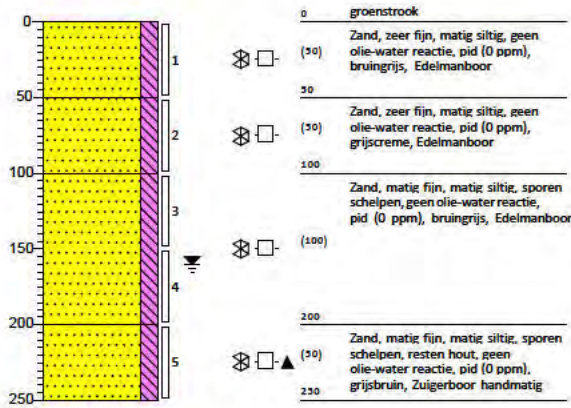 0
groenstrook
0
1
(50)
Zand, zeer fijn, matig siltig, geen
olie-water reactie, pid (0 ppm),
bruingrijs, Edelmanboor
50
50
2
(50)
Zand, zeer fijn, matig siltig, geen
olie-water reactie, pid (0 ppm),
grijscreme, Edelmanboor
100
100
3
Zand, matig fijn, matig siltig, sporen
schelpen, geen olie-water reactie,
pid (0 ppm), bruingrijs, Edelmanboor
150
(100)
4
200
200
5
(50)
Zand, matig fijn, matig siltig, sporen
schelpen, resten hout, geen
olie-water reactie, pid (0 ppm),
grijsbruin, Zuigerboor handmatig
250
250